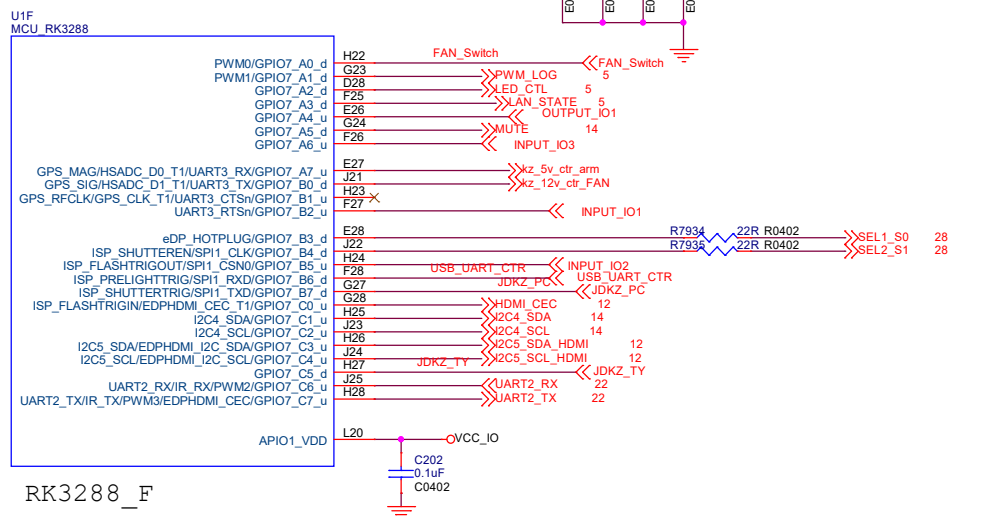 U1F
MCU_RK3288
E0
E0
E0
E0
PWM0/GPIO7_A0_d H22 FAN_Switch FAN_Switch
PWM1/GPIO7_A1_d G23 PWM_LOG 5
GPIO7_A2_d D28 LED_CTL 5
GPIO7_A3_d F25 LAN_STATE 5
GPIO7_A4_u E26 OUTPUT_IO1
GPIO7_A5_d G24 MUTE 14
GPIO7_A6_u F26 INPUT_IO3
GPS_MAG/HSADC_D0_T1/UART3_RX/GPIO7_A7_u E27 kz_5v_ctr_arm
GPS_SIG/HSADC_D1_T1/UART3_TX/GPIO7_B0_d J21 kz_12v_ctr_FAN
GPS_RFCLK/GPS_CLK_T1/UART3_CTSn/GPIO7_B1_u H23
UART3_RTSn/GPIO7_B2_u F27 INPUT_IO1
eDP_HOTPLUG/GPIO7_B3_d E28 R7934 22R R0402 SEL1_S0 28
ISP_SHUTTEREN/SPI1_CLK/GPIO7_B4_d J22 R7935 22R R0402 SEL2_S1 28
ISP_FLASHTRIGOUT/SPI1_CSN0/GPIO7_B5_u H24 INPUT_IO2
ISP_PRELIGHTTRIG/SPI1_RXD/GPIO7_B6_d F28 USB_UART_CTR USB_UART_CTR
ISP_SHUTTERTRIG/SPI1_TXD/GPIO7_B7_d G27 JDKZ_PC JDKZ_PC
ISP_FLASHTRIGIN/EDPHDMI_CEC_T1/GPIO7_C0_u G28 HDMI_CEC 12
I2C4_SDA/GPIO7_C1_u H25 I2C4_SDA 14
I2C4_SCL/GPIO7_C2_u J23 I2C4_SCL 14
I2C5_SDA/EDPHDMI_I2C_SDA/GPIO7_C3_u H26 I2C5_SDA_HDMI 12
I2C5_SCL/EDPHDMI_I2C_SCL/GPIO7_C4_u J24 I2C5_SCL_HDMI 12
GPIO7_C5_d H27 JDKZ_TY JDKZ_TY
UART2_RX/IR_RX/PWM2/GPIO7_C6_u J25 UART2_RX 22
UART2_TX/IR_TX/PWM3/EDPHDMI_CEC/GPIO7_C7_u H28 UART2_TX 22
APIO1_VDD L20 VCC_IO
C202
0.1uF
C0402
RK3288_F